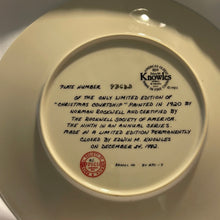 Knowles
PLATE NUMBER
OF THE ONLY LIMITED EDITION OF
"CHRISTMAS COURTSHIP" PAINTED IN 1920 BY
NORMAN ROCKWELL AND CERTIFIED BY
THE ROCKWELL SOCIETY OF AMERICA.
THE NINTH IN AN ANNUAL SERIES
MADE IN A LIMITED EDITION PERMANENTLY
CLOSED BY EDWIN M. KNOWLES
ON DECEMBER 24, 1982.